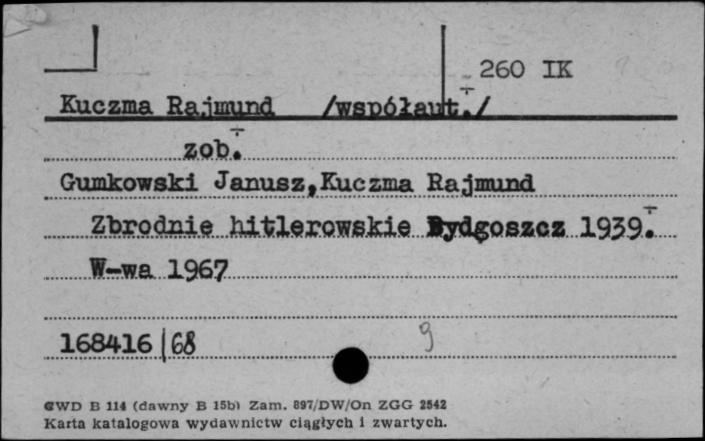 260 IK
Kuczma Rajmund /współaut./
zob.
Gumkowski Janusz,Kuczma Rajmund
Zbrodnie hitlerowskie Bydgoszcz 1939.
W-wa 1967
168416/68
9
CWD B 114 (dawny B 15b) Zam. 897/DW/On ZGG 2542
Karta katalogowa wydawnictw ciągłych i zwartych.